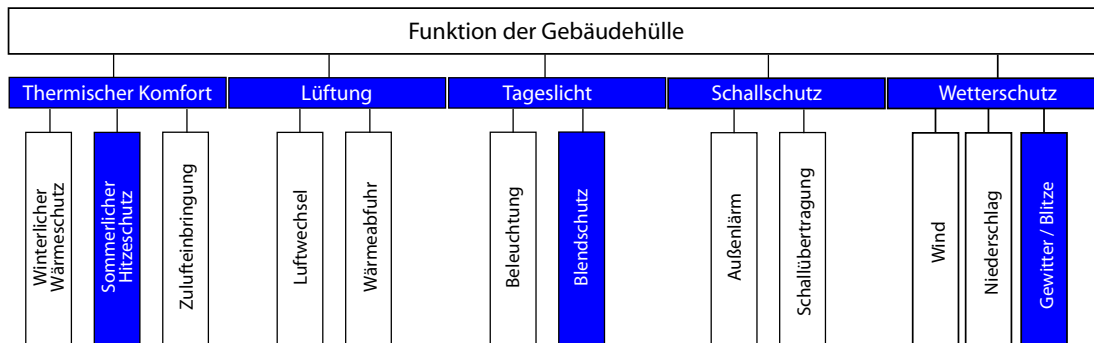 Funktion der Gebäudehülle
Thermischer Komfort
Lüftung
Tageslicht
Schallschutz
Wetterschutz
Winterlicher
Wärmeschutz
Sommerlicher
Hitzeschutz
Zulufteinbringung
Luftwechsel
Wärmeabfuhr
Beleuchtung
Blendschutz
Außenlärm
Schallübertragung
Wind
Niederschlag
Gewitter / Blitze